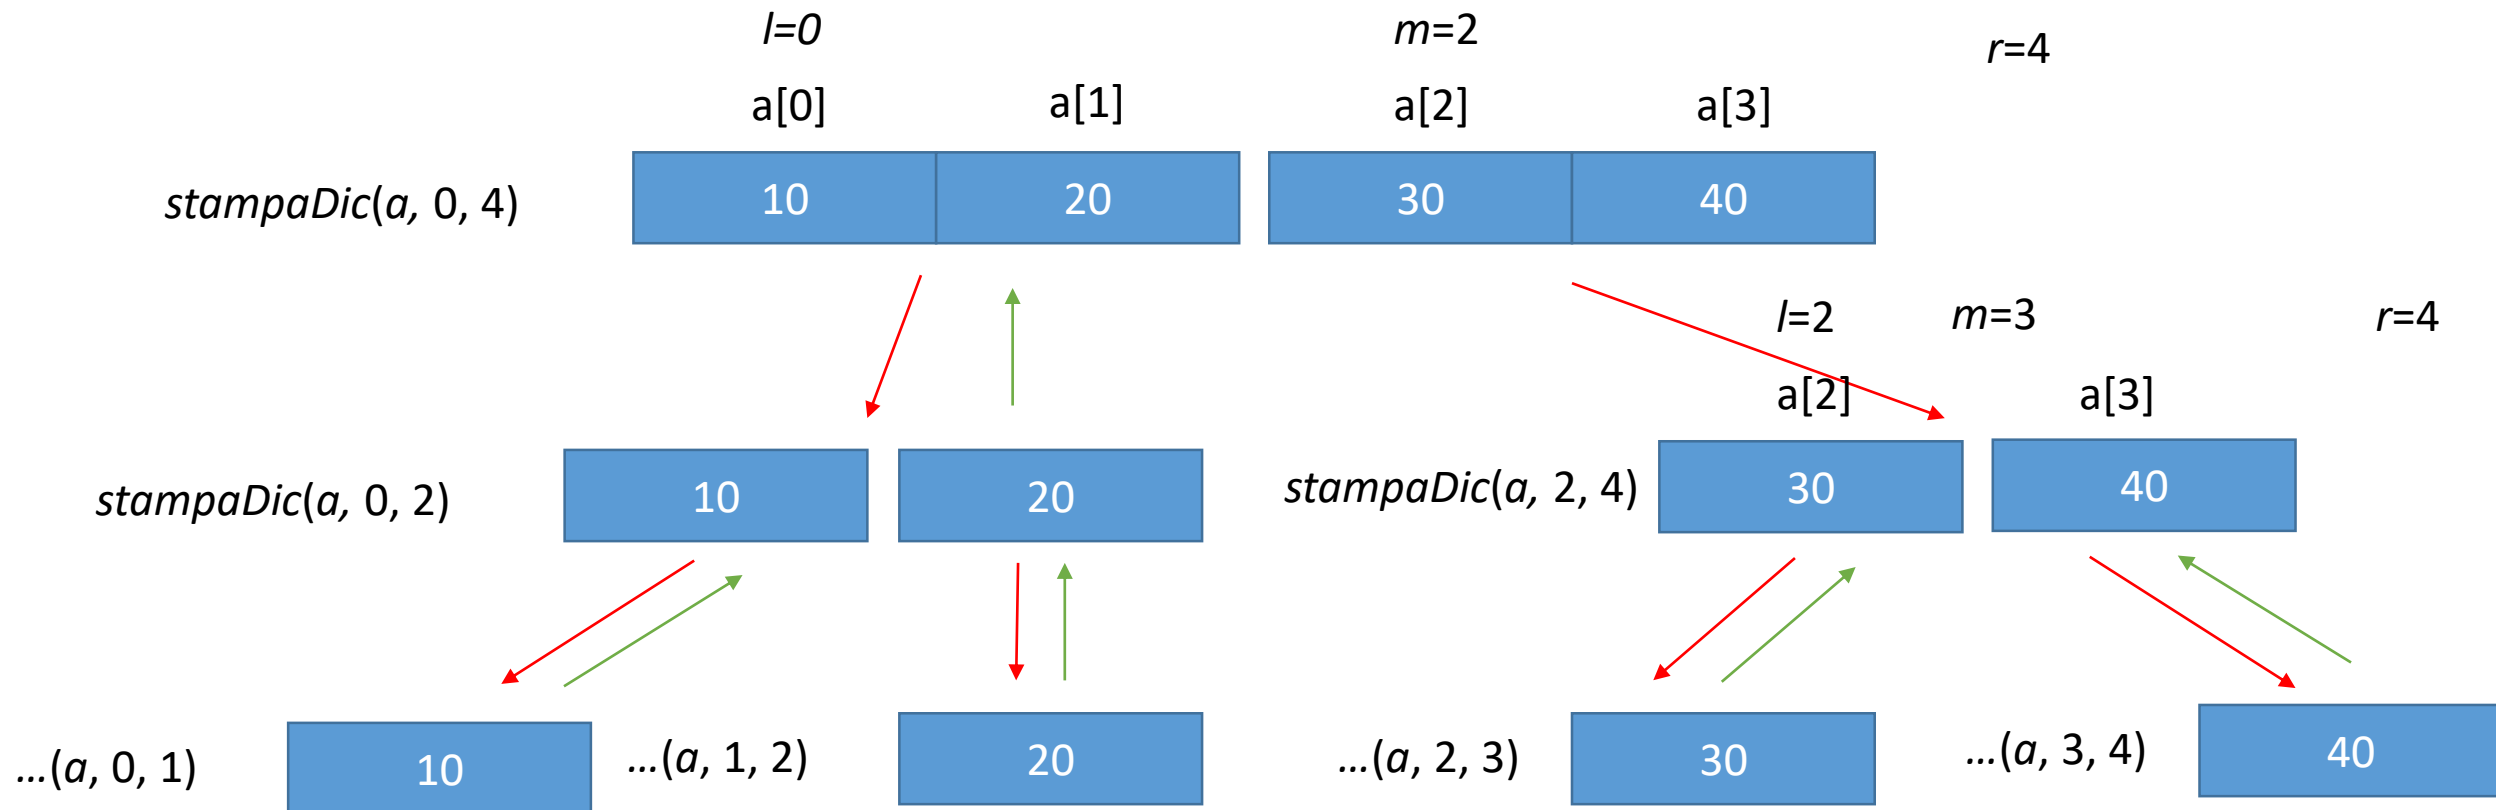 l=0 m=2 r=4
a[0] a[1] a[2] a[3]
stampaDic(a, 0, 4) 10 20 30 40
l=2 m=3 r=4
a[2] a[3]
stampaDic(a, 0, 2) 10 20 stampaDic(a, 2, 4) 30 40
...(a, 0, 1) 10 ...(a, 1, 2) 20 ...(a, 2, 3) 30 ...(a, 3, 4) 40